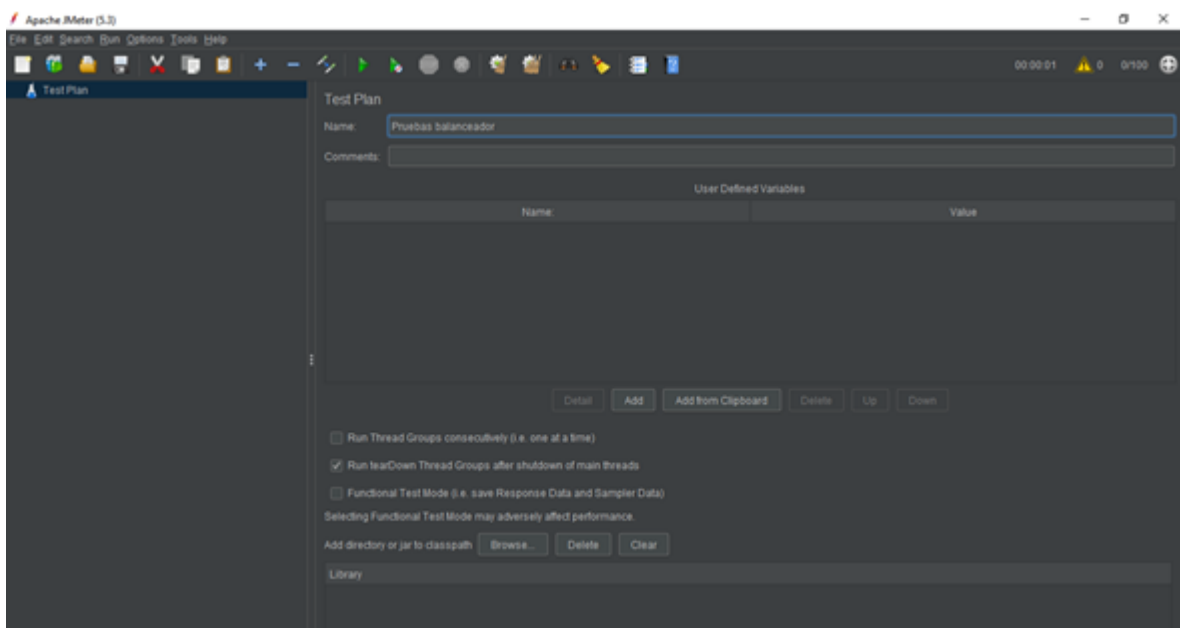 Apache JMeter (5.3)
File Edit Search Run Options Tools Help
00:00:01 0 0/100
Test Plan
Test Plan
Name: Pruebas balanceador
Comments:
User Defined Variables
Name: Value
Detail Add Add from Clipboard Delete Up Down
Run Thread Groups consecutively (i.e. one at a time)
Run tearDown Thread Groups after shutdown of main threads
Functional Test Mode (i.e. save Response Data and Sampler Data)
Selecting Functional Test Mode may adversely affect performance.
Add directory or jar to classpath Browse... Delete Clear
Library